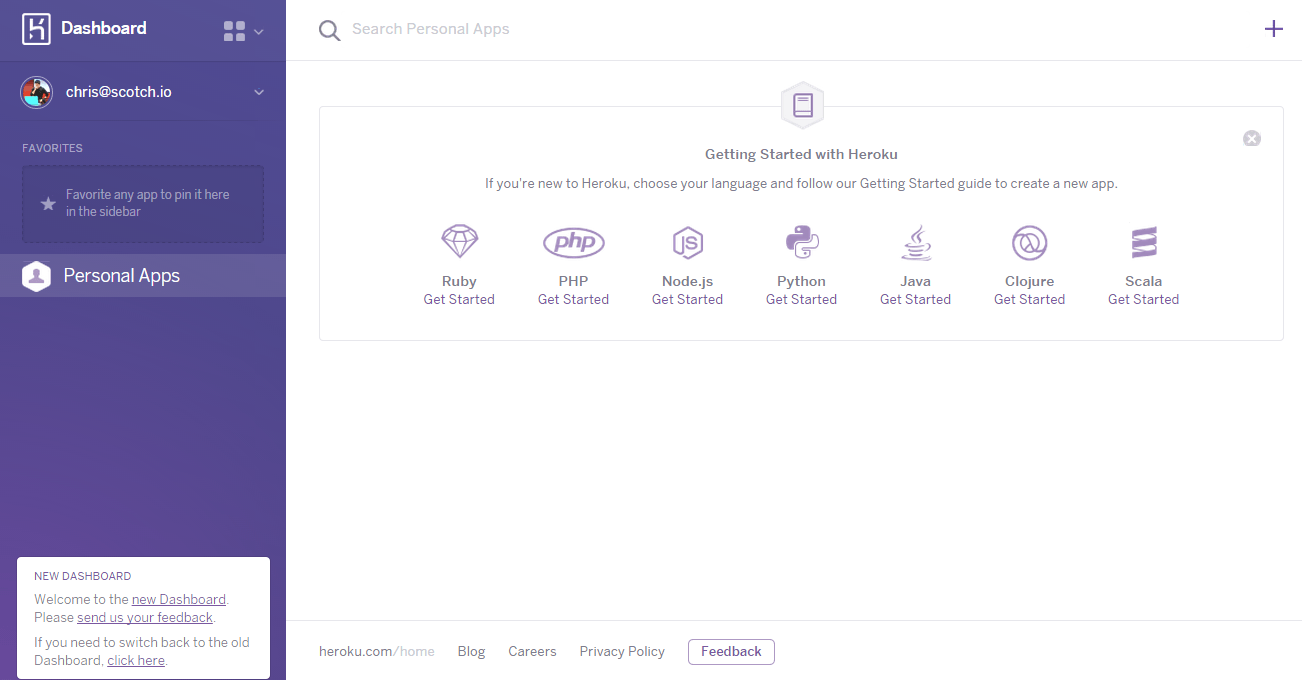 Dashboard
chris@scotch.io
FAVORITES
Favorite any app to pin it here
in the sidebar
Personal Apps
NEW DASHBOARD
Welcome to the new Dashboard.
Please send us your feedback.
If you need to switch back to the old
Dashboard, click here.
Search Personal Apps
Getting Started with Heroku
If you're new to Heroku, choose your language and follow our Getting Started guide to create a new app.
php
JS
Ruby PHP Node.js Python Java Clojure Scala
Get Started Get Started Get Started Get Started Get Started Get Started Get Started
heroku.com/home Blog Careers Privacy Policy Feedback